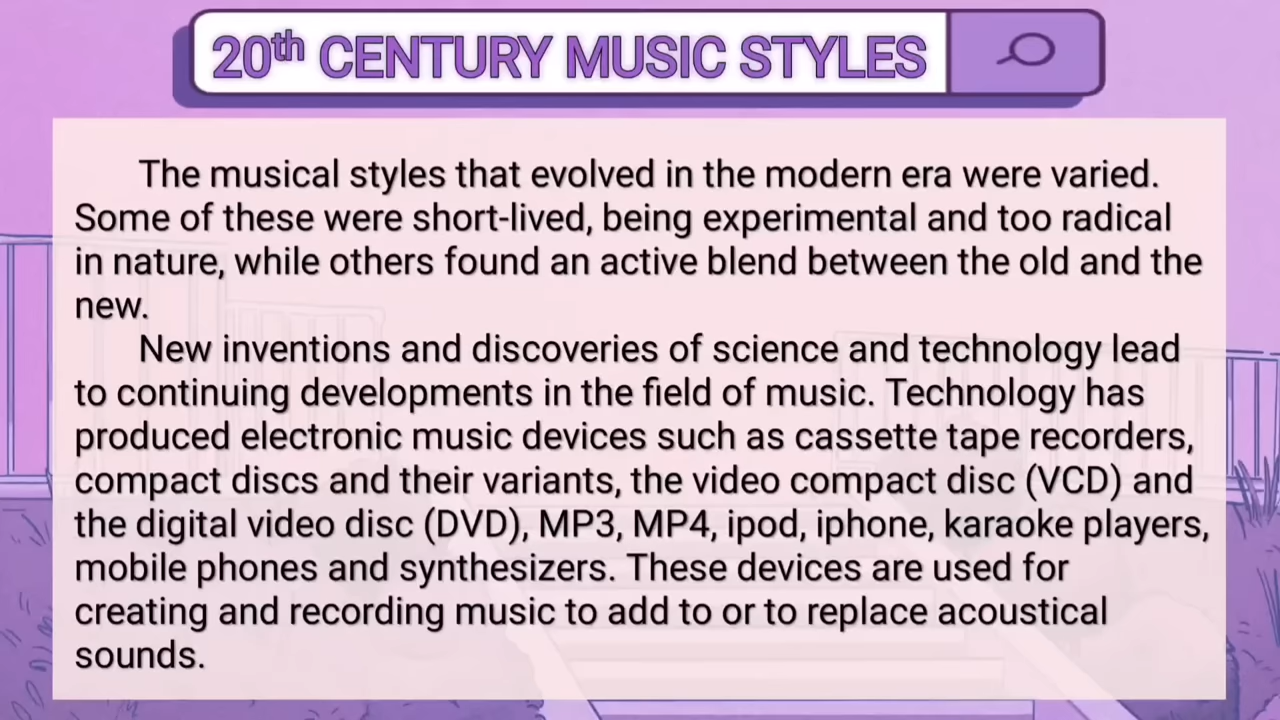 20th CENTURY MUSIC STYLES
The musical styles that evolved in the modern era were varied.
Some of these were short-lived, being experimental and too radical
in nature, while others found an active blend between the old and the
new.
New inventions and discoveries of science and technology lead
to continuing developments in the field of music. Technology has
produced electronic music devices such as cassette tape recorders,
compact discs and their variants, the video compact disc (VCD) and
the digital video disc (DVD), MP3, MP4, ipod, iphone, karaoke players,
mobile phones and synthesizers. These devices are used for
creating and recording music to add to or to replace acoustical
sounds.